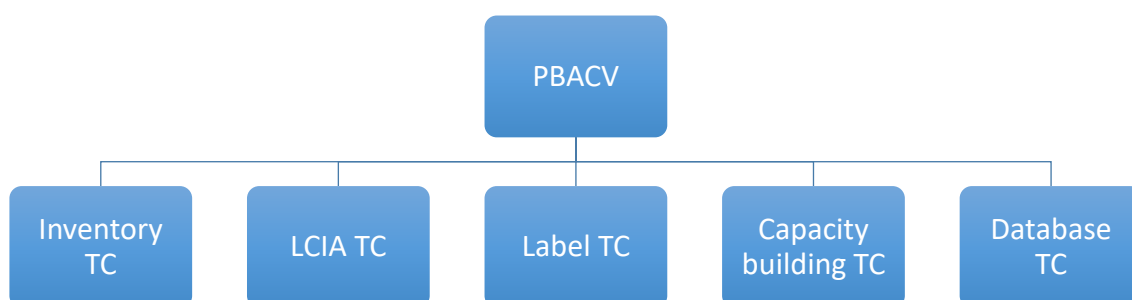 PBACV
Inventory
TC
LCIA TC
Label TC
Capacity
building TC
Database
TC